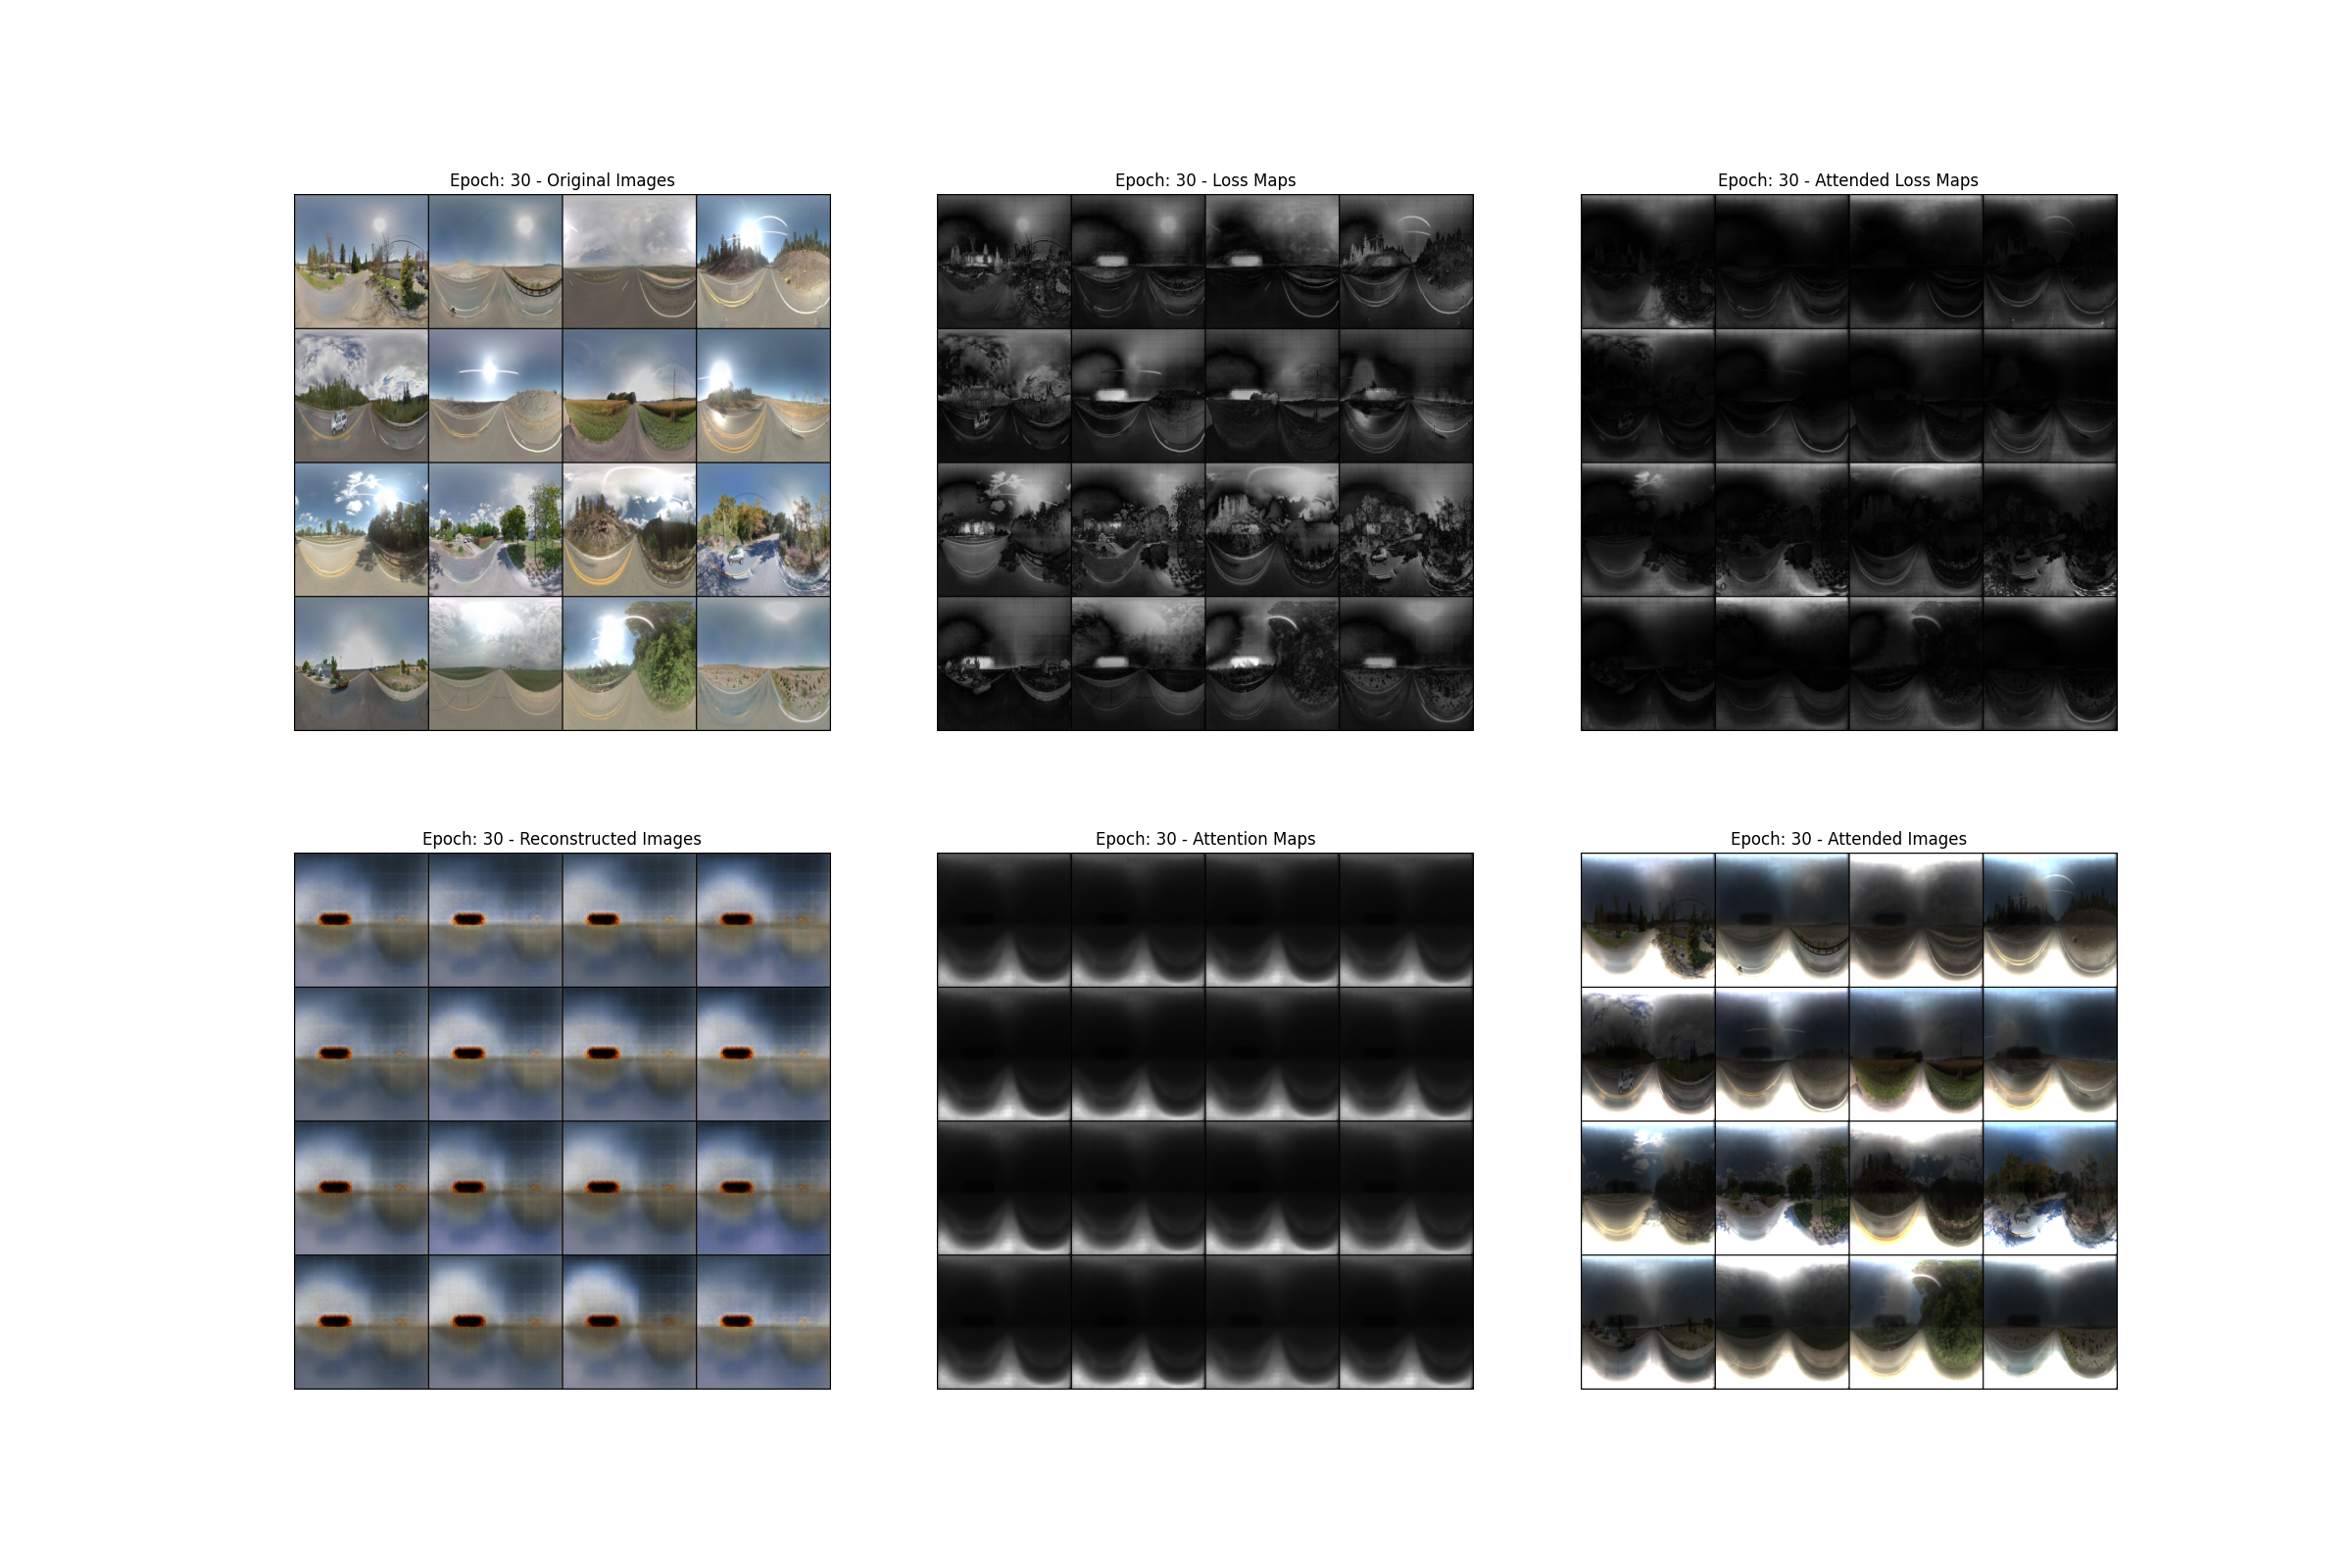 Epoch: 30 - Original Images
Epoch: 30 - Loss Maps
Epoch: 30 - Attended Loss Maps
Epoch: 30 - Reconstructed Images
Epoch: 30 - Attention Maps
Epoch: 30 - Attended Images